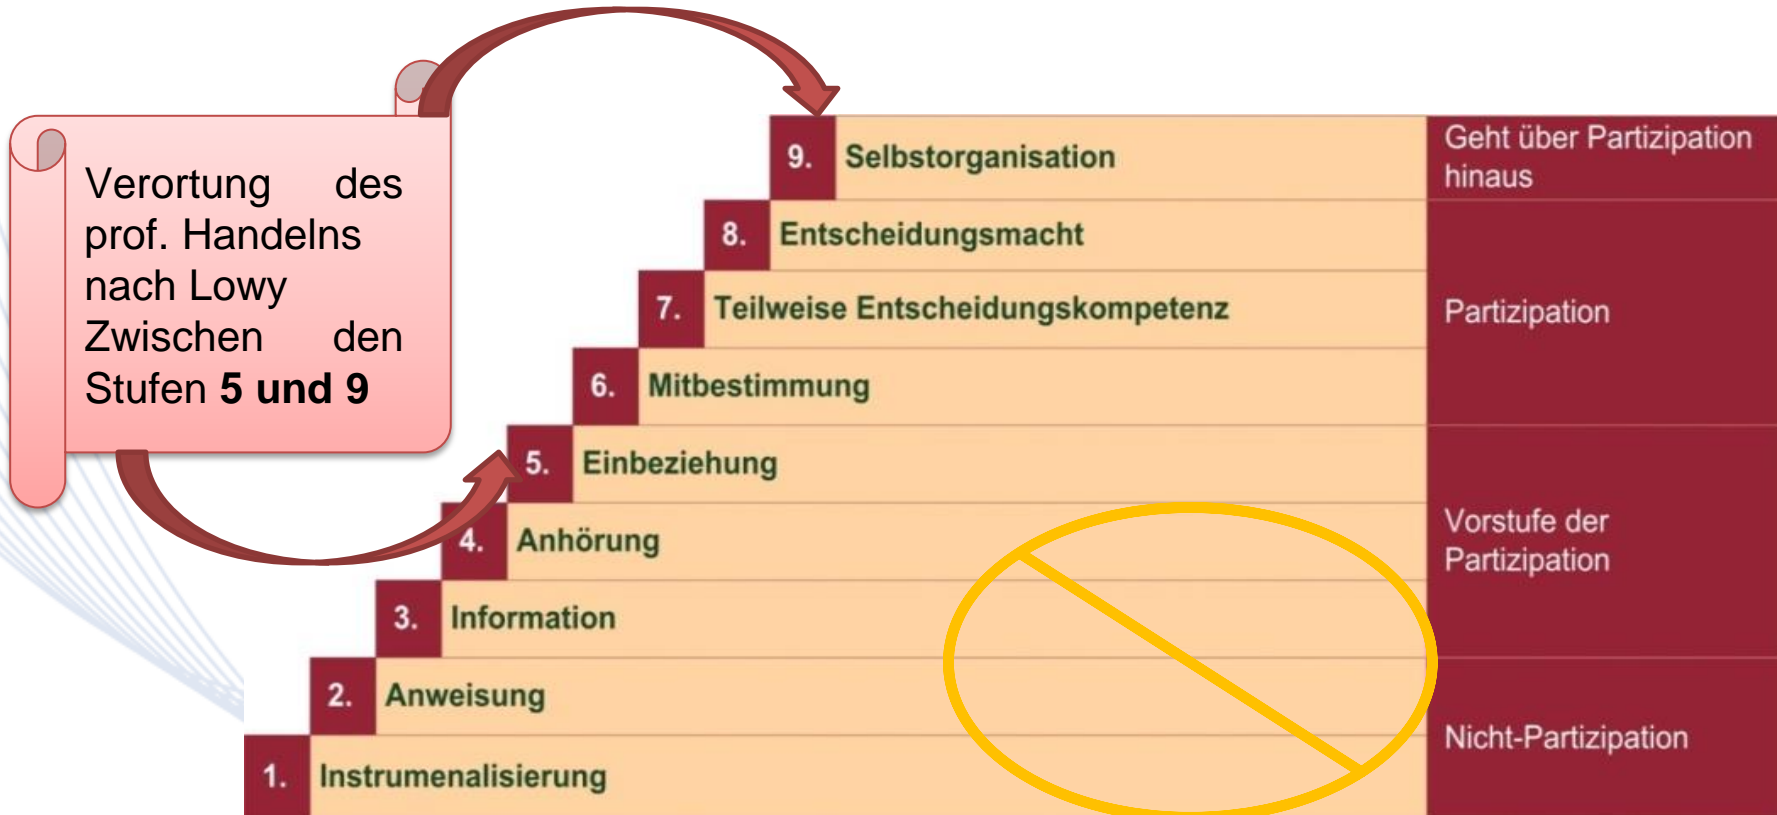 Verortung des
prof. Handelns
nach Lowy
Zwischen den
Stufen 5 und 9
9. Selbstorganisation
Geht über Partizipation
hinaus
8. Entscheidungsmacht
7. Teilweise Entscheidungskompetenz
Partizipation
6. Mitbestimmung
5. Einbeziehung
4. Anhörung
Vorstufe der
Partizipation
3. Information
2. Anweisung
Nicht-Partizipation
1. Instrumenalisierung